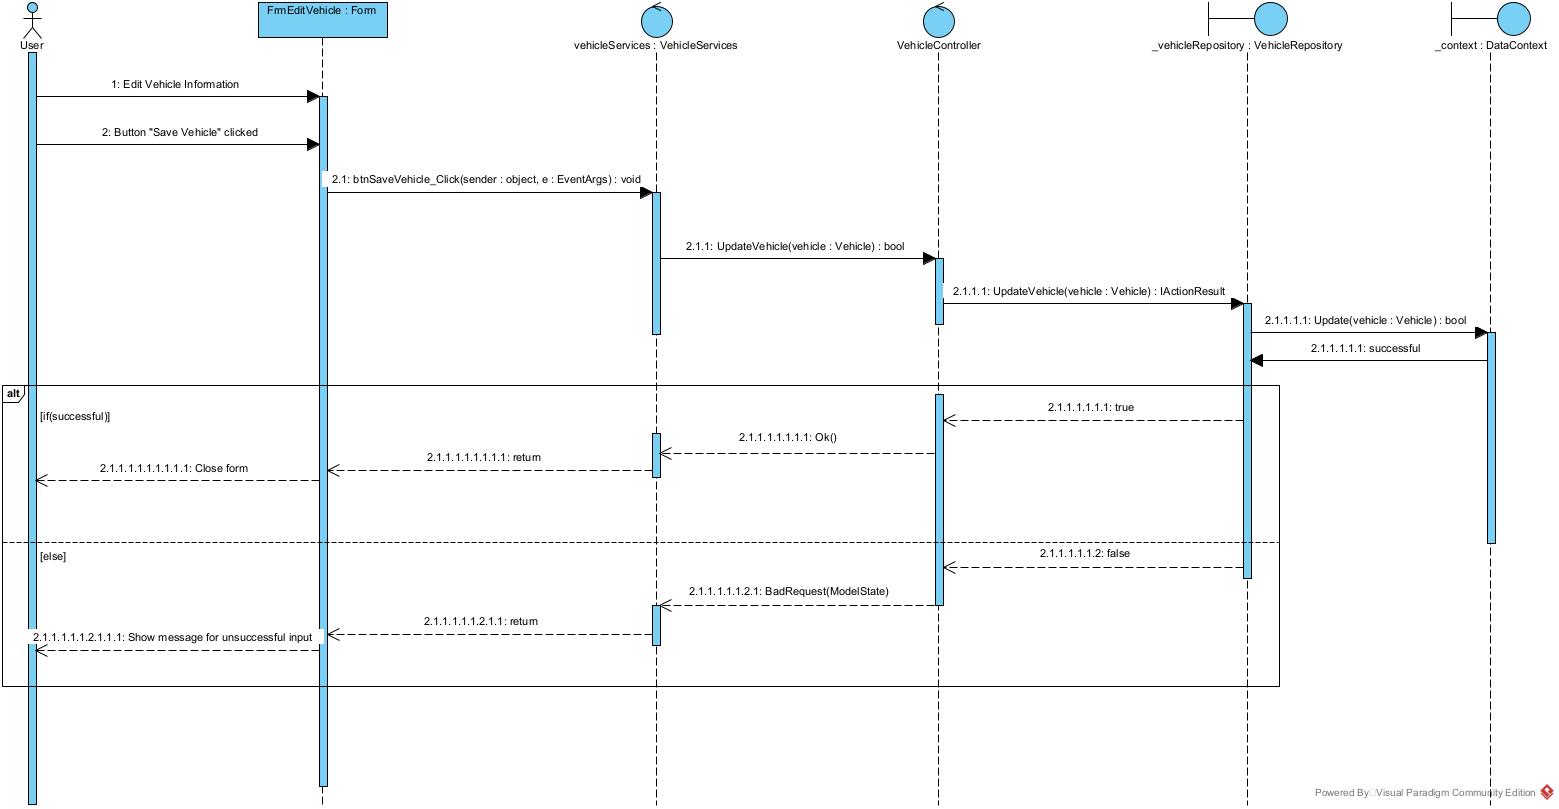 FrmEditVehicle : Form
User
vehicleServices : VehicleServices
VehicleController
_vehicleRepository : VehicleRepository
_context : DataContext
1: Edit Vehicle Information
2: Button "Save Vehicle" clicked
2.1: btnSaveVehicle_Click(sender : object, e : EventArgs) : void
2.1.1: UpdateVehicle(vehicle : Vehicle) : bool
2.1.1.1: UpdateVehicle(vehicle : Vehicle) : IActionResult
2.1.1.1.1: Update(vehicle : Vehicle) : bool
2.1.1.1.1.1: successful
alt
[if(successful)]
2.1.1.1.1.1.1: true
2.1.1.1.1.1.1.1: Ok()
2.1.1.1.1.1.1.1.1: return
2.1.1.1.1.1.1.1.1.1: Close form
[else]
2.1.1.1.1.1.2: false
2.1.1.1.1.1.2.1: BadRequest(ModelState)
2.1.1.1.1.1.2.1.1: return
2.1.1.1.1.1.2.1.1.1: Show message for unsuccessful input
Powered By Visual Paradigm Community Edition